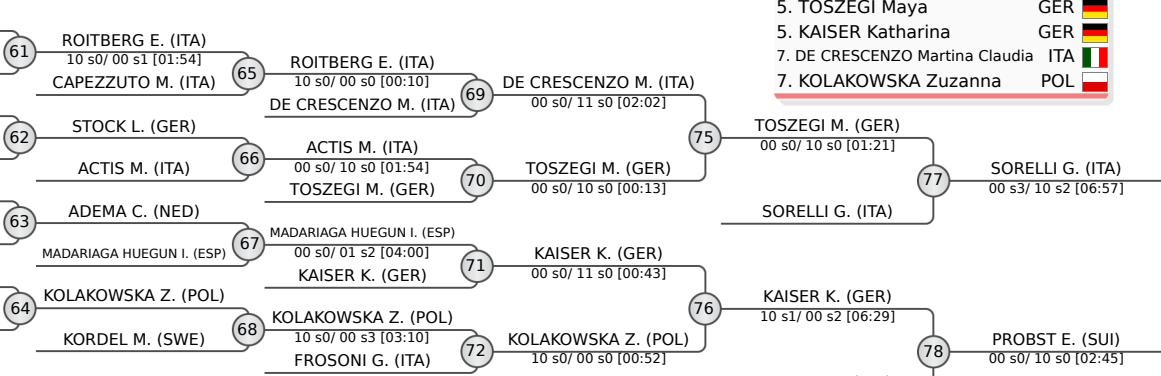 5. TOSZEGI Maya GER
5. KAISER Katharina GER
7. DE CRESCENZO Martina Claudia ITA
7. KOLAKOWSKA Zuzanna POL
61
ROITBERG E. (ITA)
10 s0/ 00 s1 [01:54]
CAPEZZUTO M. (ITA)
62
STOCK L. (GER)
ACTIS M. (ITA)
63
ADEMA C. (NED)
MADARIAGA HUEGUN I. (ESP)
64
KOLAKOWSKA Z. (POL)
KORDEL M. (SWE)
65
ROITBERG E. (ITA)
10 s0/ 00 s0 [00:10]
DE CRESCENZO M. (ITA)
66
ACTIS M. (ITA)
00 s0/ 10 s0 [01:54]
TOSZEGI M. (GER)
67
MADARIAGA HUEGUN I. (ESP)
00 s0/ 01 s2 [04:00]
KAISER K. (GER)
68
KOLAKOWSKA Z. (POL)
10 s0/ 00 s3 [03:10]
FROSONI G. (ITA)
69
DE CRESCENZO M. (ITA)
00 s0/ 11 s0 [02:02]
70
TOSZEGI M. (GER)
00 s0/ 10 s0 [00:13]
71
KAISER K. (GER)
00 s0/ 11 s0 [00:43]
72
KOLAKOWSKA Z. (POL)
10 s0/ 00 s0 [00:52]
75
TOSZEGI M. (GER)
00 s0/ 10 s0 [01:21]
SORELLI G. (ITA)
76
KAISER K. (GER)
10 s1/ 00 s2 [06:29]
77
SORELLI G. (ITA)
00 s3/ 10 s2 [06:57]
78
PROBST E. (SUI)
00 s0/ 10 s0 [02:45]